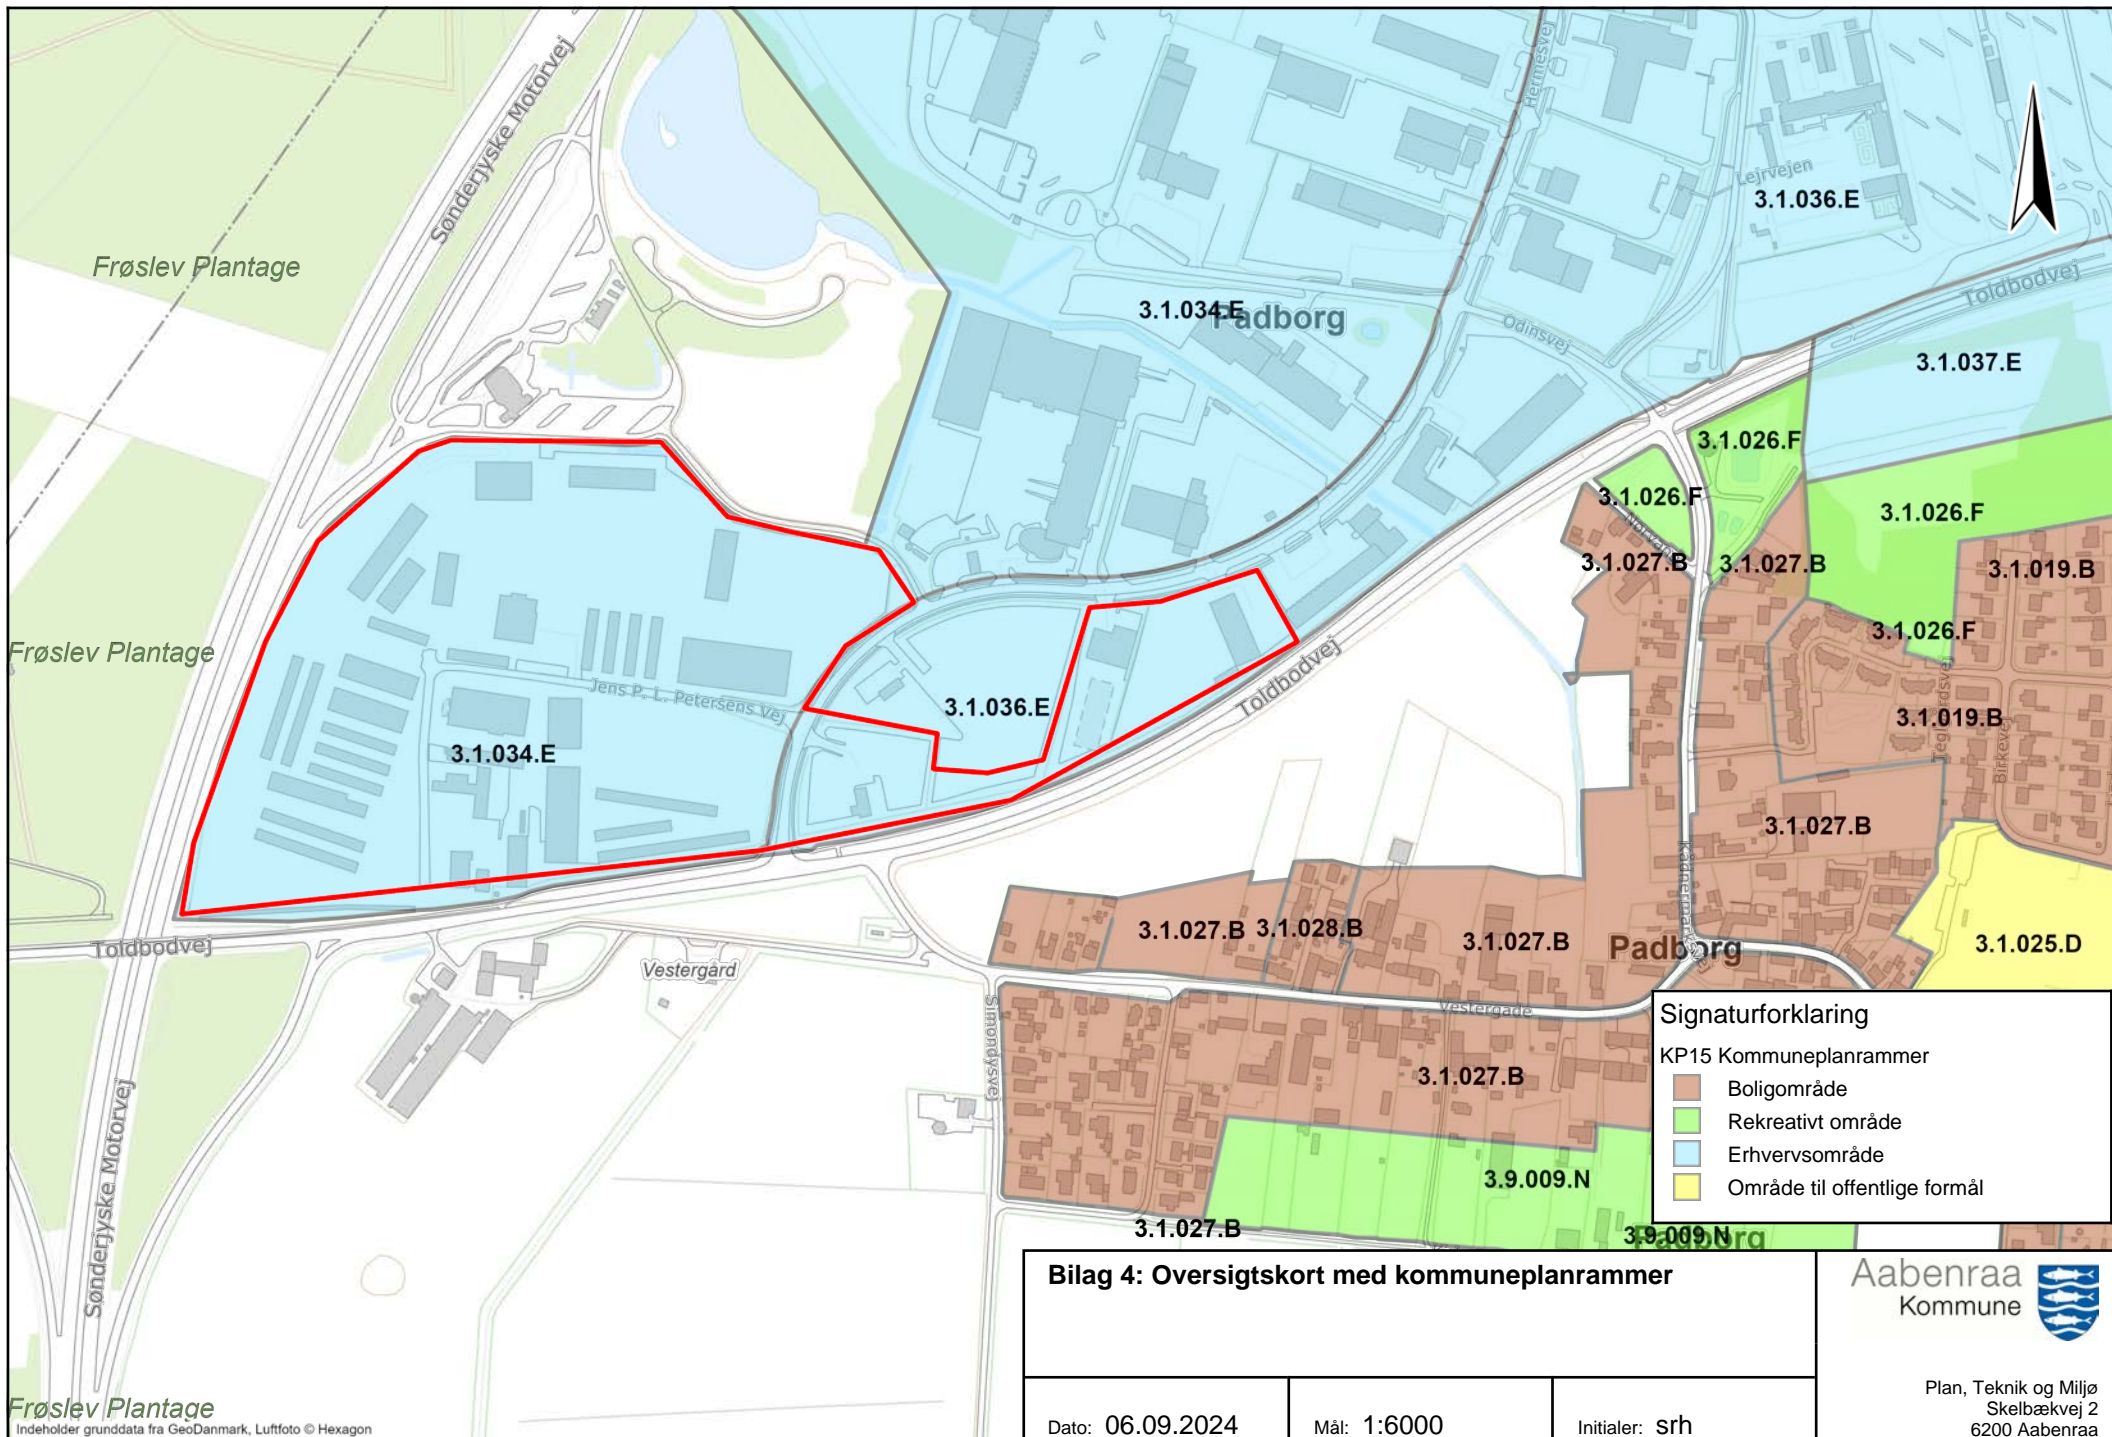 Sønderjyske Motorvej
Hermesvej
Lejrvejen
3.1.036.E
Frøslev Plantage
Toldbodvej
3.1.034.E
Padborg
Odinsvej
3.1.037.E
3.1.026.F
3.1.026.F
3.1.026.F
3.1.027.B
3.1.027.B
3.1.019.B
3.1.026.F
Frøslev Plantage
Jens P. L. Petersens Vej
3.1.036.E
Toldbodvej
3.1.019.B
Teglgårdsvej
Birkevej
3.1.034.E
3.1.027.B
Kådnermarksvej
3.1.027.B
3.1.028.B
3.1.027.B
Padborg
3.1.025.D
Toldbodvej
Vestergård
Simondysvej
Vestergade
3.1.027.B
Sønderjyske Motorvej
3.9.009.N
3.1.027.B
3.9.009.N
Padborg
Signaturforklaring
KP15 Kommuneplanrammer
Boligområde
Rekreativt område
Erhvervsområde
Område til offentlige formål
Bilag 4: Oversigtskort med kommuneplanrammer
Aabenraa
Kommune
Frøslev Plantage
Indeholder grunddata fra GeoDanmark, Luftfoto © Hexagon
Dato: 06.09.2024
Mål: 1:6000
Initialer: srh
Plan, Teknik og Miljø
Skelbækvej 2
6200 Aabenraa